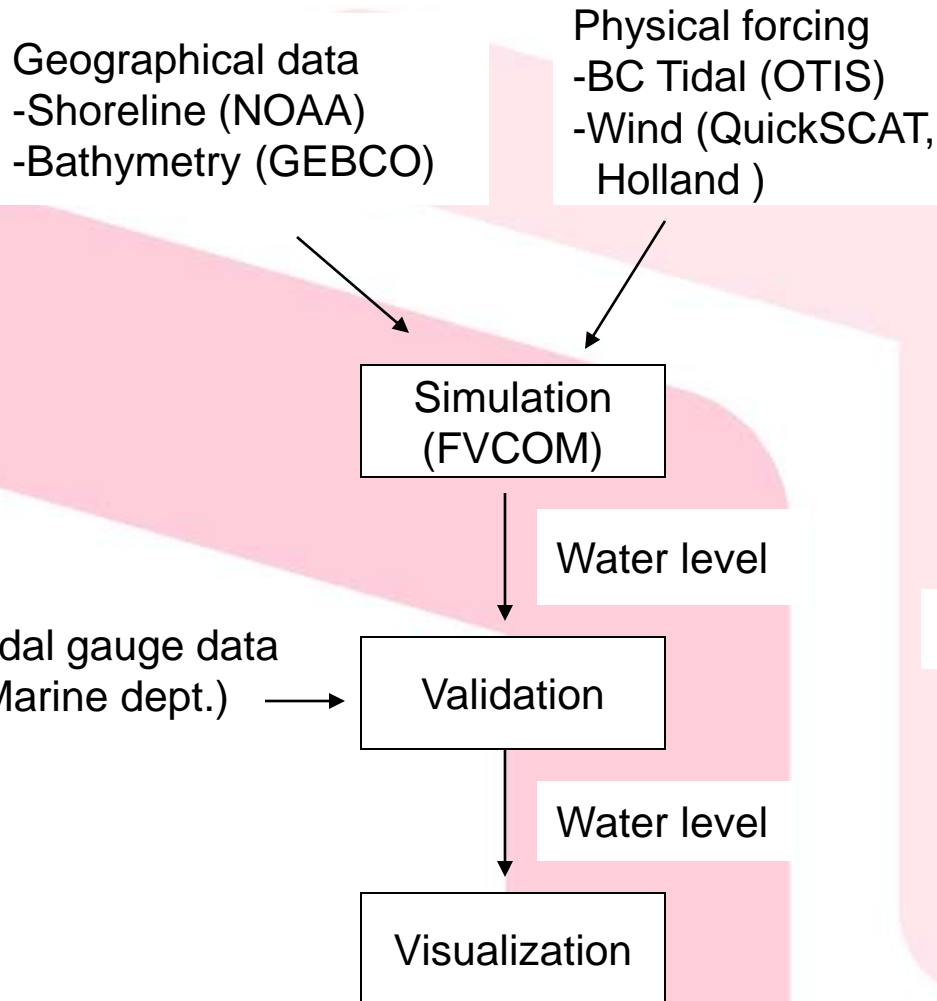 Geographical data
-Shoreline (NOAA)
-Bathymetry (GEBCO)
Physical forcing
-BC Tidal (OTIS)
-Wind (QuickSCAT,
Holland )
Simulation
(FVCOM)
Water level
dal gauge data
Marine dept.)
Validation
Water level
Visualization